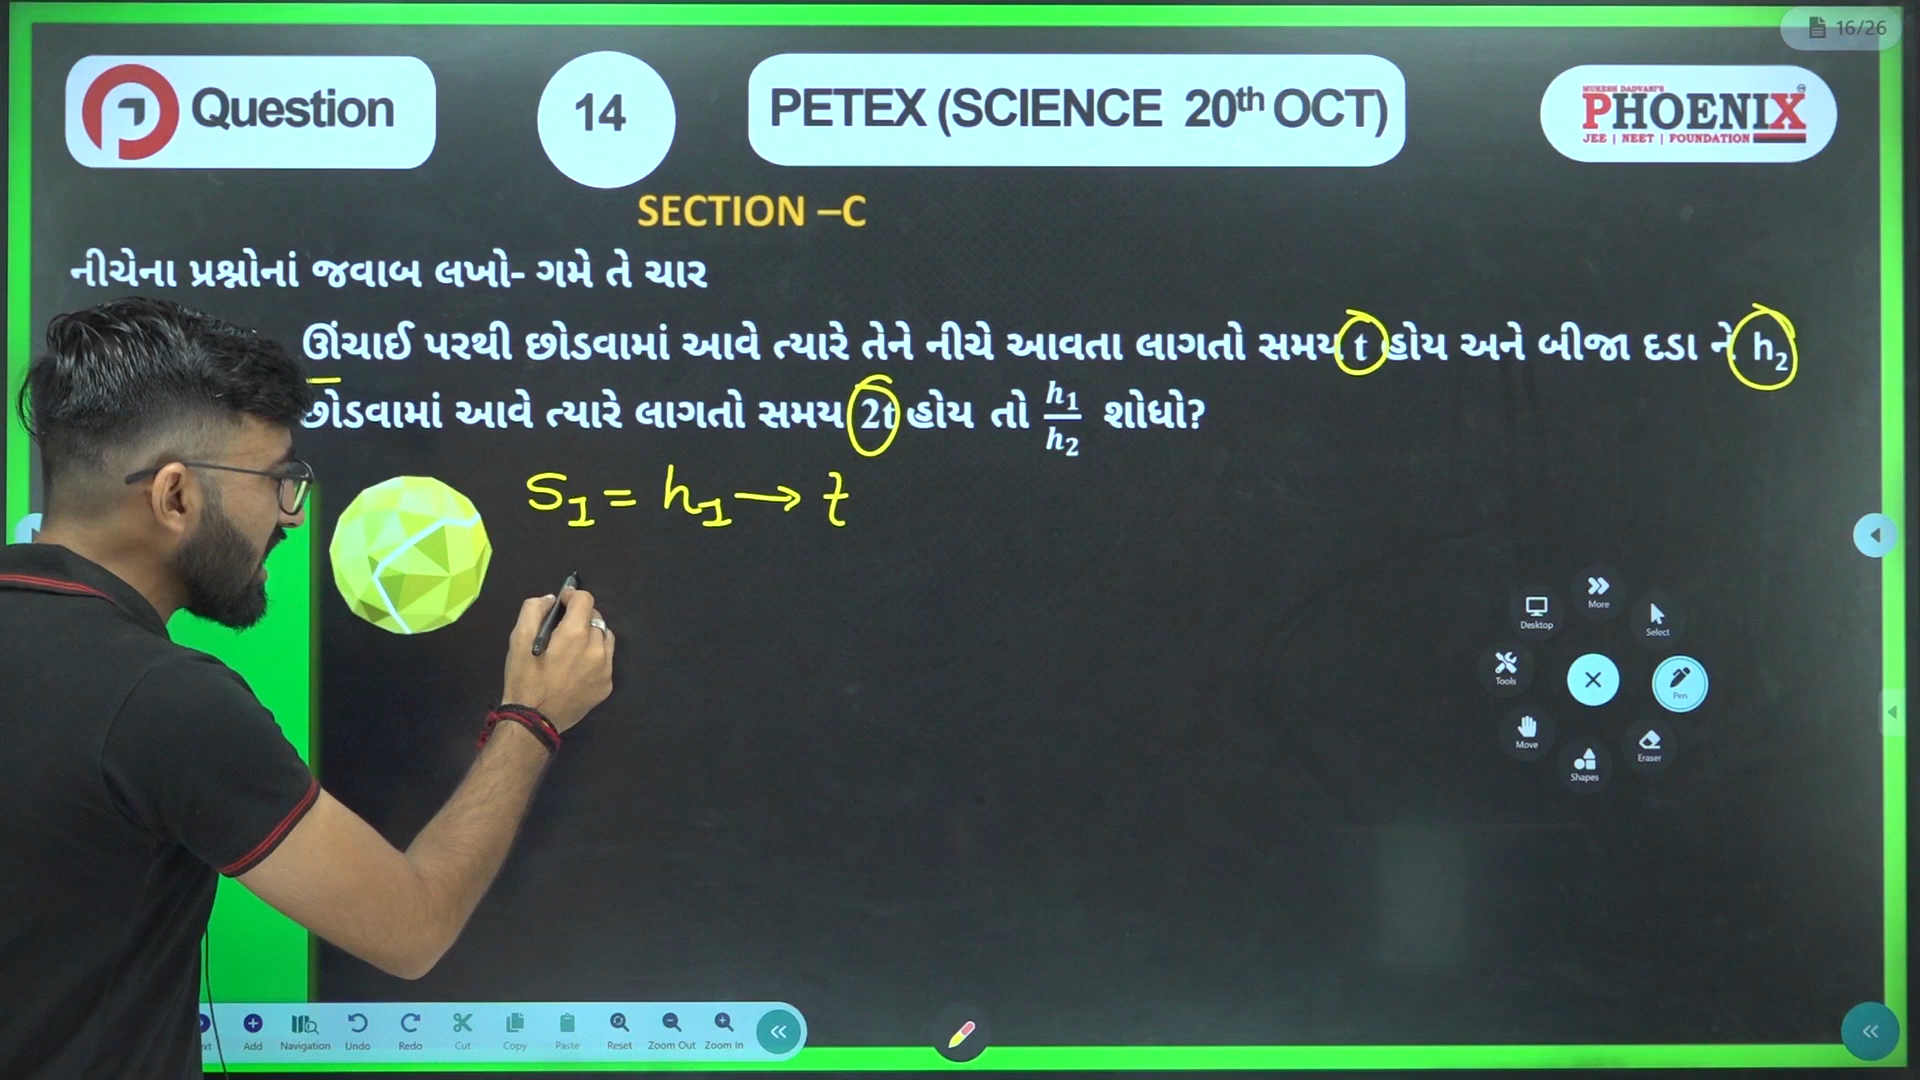 16/26
Question
14
PETEX (SCIENCE 20th OCT)
MUKESH DADVARI'S
PHOENIX
JEE | NEET | FOUNDATION
SECTION –C
નીચેના પ્રશ્નોનાં જવાબ લખો- ગમે તે ચાર
ઊંચાઈ પરથી છોડવામાં આવે ત્યારે તેને નીચે આવતા લાગતો સમય t હોય અને બીજા દડા ને h₂
છોડવામાં આવે ત્યારે લાગતો સમય 2t હોય તો h₁/h₂ શોધો?
S₁ = h₁ → t
More
Desktop
Select
Tools
Pen
Move
Eraser
Shapes
Add
Navigation
Undo
Redo
Cut
Copy
Paste
Reset
Zoom Out
Zoom In